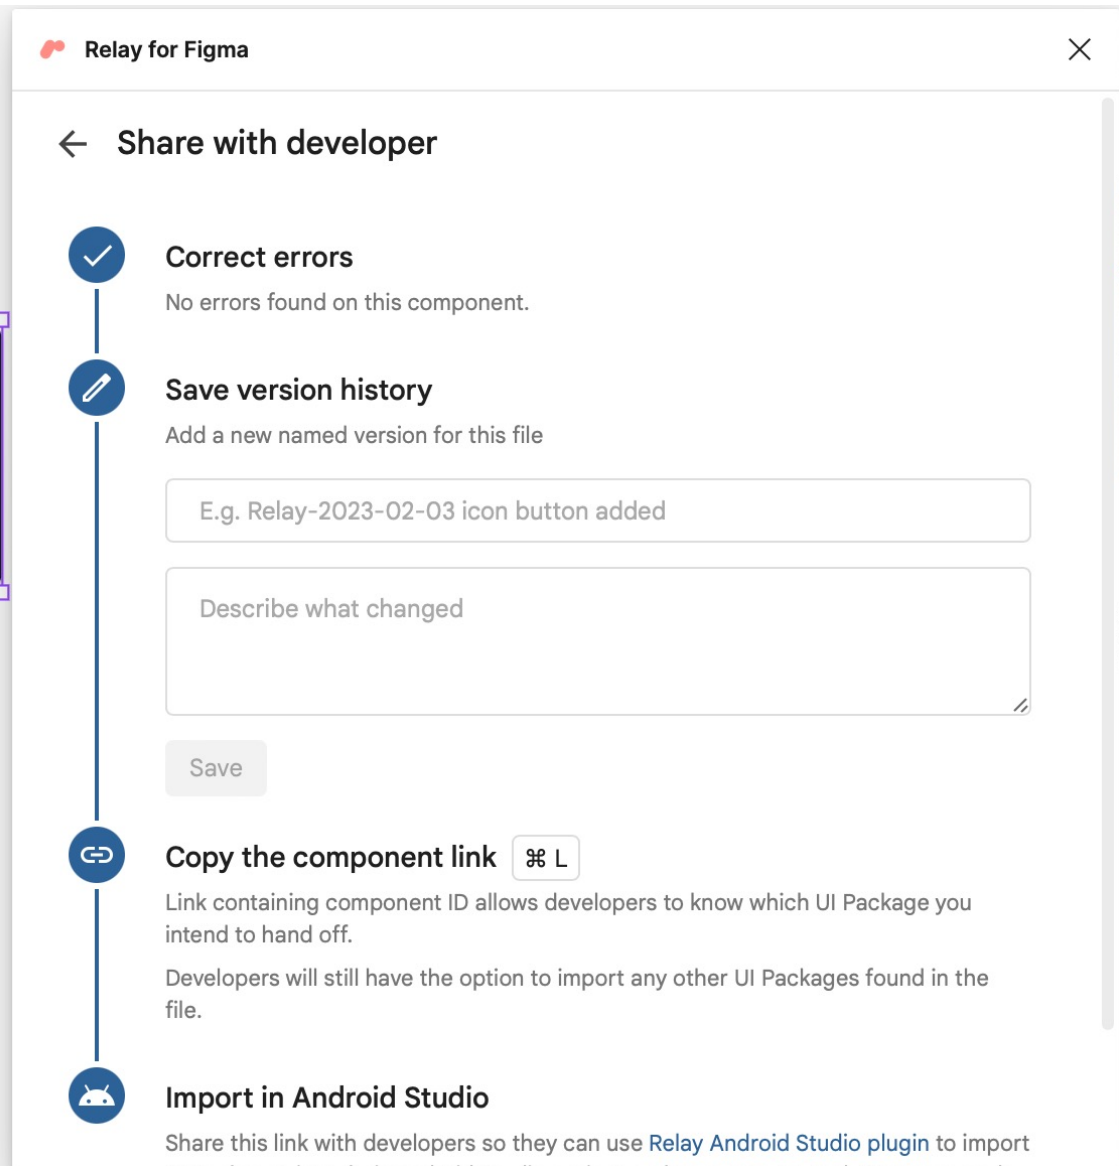 Relay for Figma
Share with developer
Correct errors
No errors found on this component.
Save version history
Add a new named version for this file
E.g. Relay-2023-02-03 icon button added
Describe what changed
Save
Copy the component link ⌘ L
Link containing component ID allows developers to know which UI Package you
intend to hand off.
Developers will still have the option to import any other UI Packages found in the
file.
Import in Android Studio
Share this link with developers so they can use Relay Android Studio plugin to import